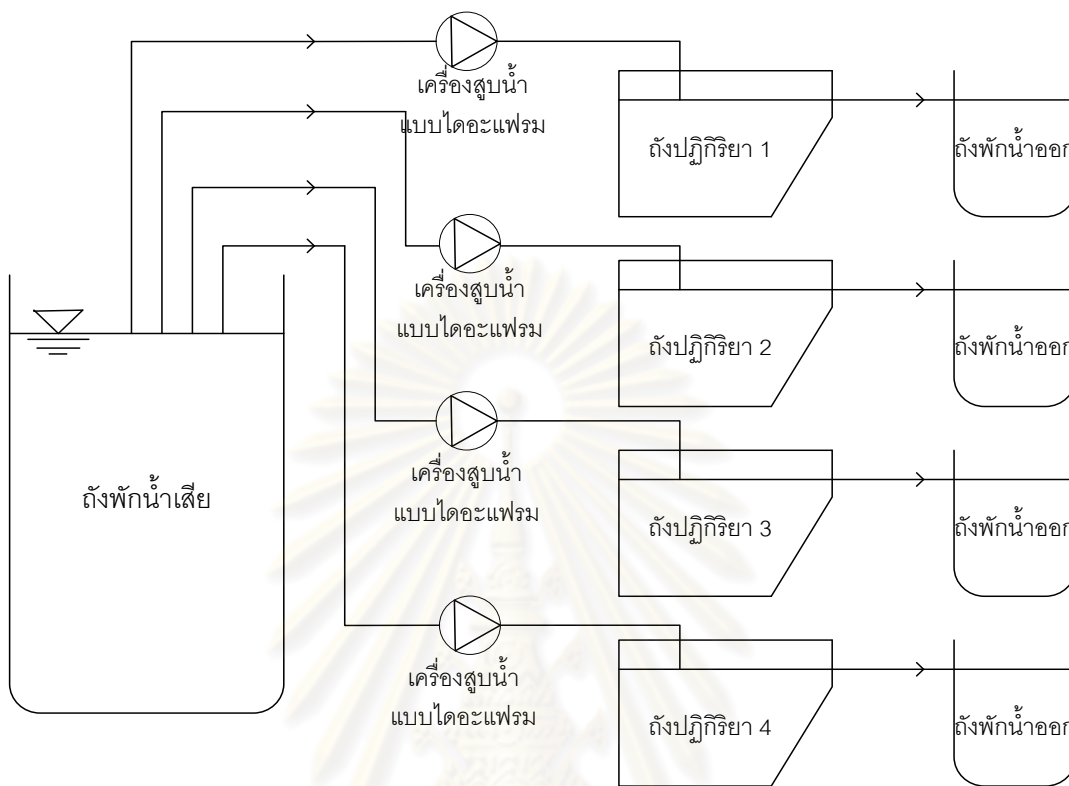 เครื่องสูบน้ำ
แบบไดอะแฟรม
ถังปฏิกิริยา 1
ถังพักน้ำออก
เครื่องสูบน้ำ
แบบไดอะแฟรม
ถังปฏิกิริยา 2
ถังพักน้ำออก
ถังพักน้ำเสีย
เครื่องสูบน้ำ
แบบไดอะแฟรม
ถังปฏิกิริยา 3
ถังพักน้ำออก
เครื่องสูบน้ำ
แบบไดอะแฟรม
ถังปฏิกิริยา 4
ถังพักน้ำออก